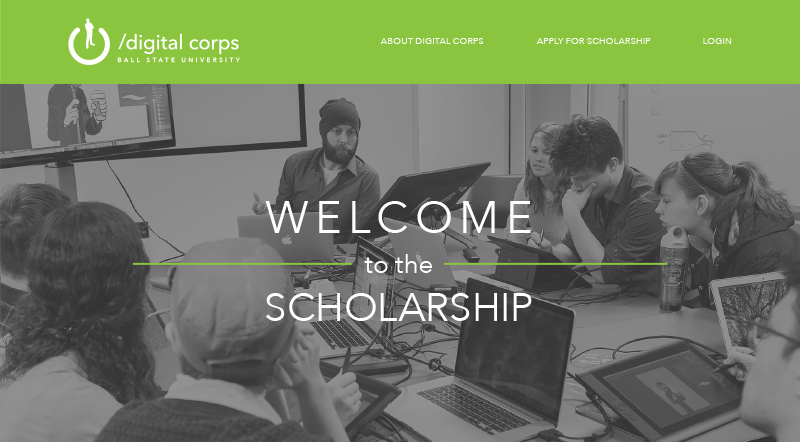 /digital corps
BALL STATE UNIVERSITY
ABOUT DIGITAL CORPS
APPLY FOR SCHOLARSHIP
LOGIN
WELCOME
to the
SCHOLARSHIP